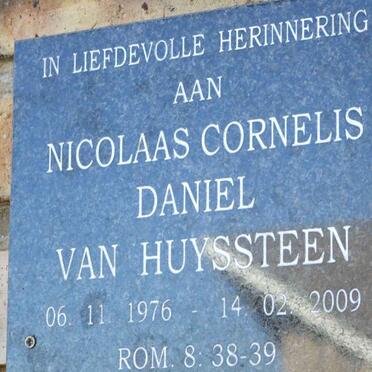 IN LIEFDEVOLLE HERINNERING
AAN
NICOLAAS CORNELIS
DANIEL
VAN HUYSSTEEN
06. 11. 1976 - 14. 02. 2009
ROM. 8: 38-39